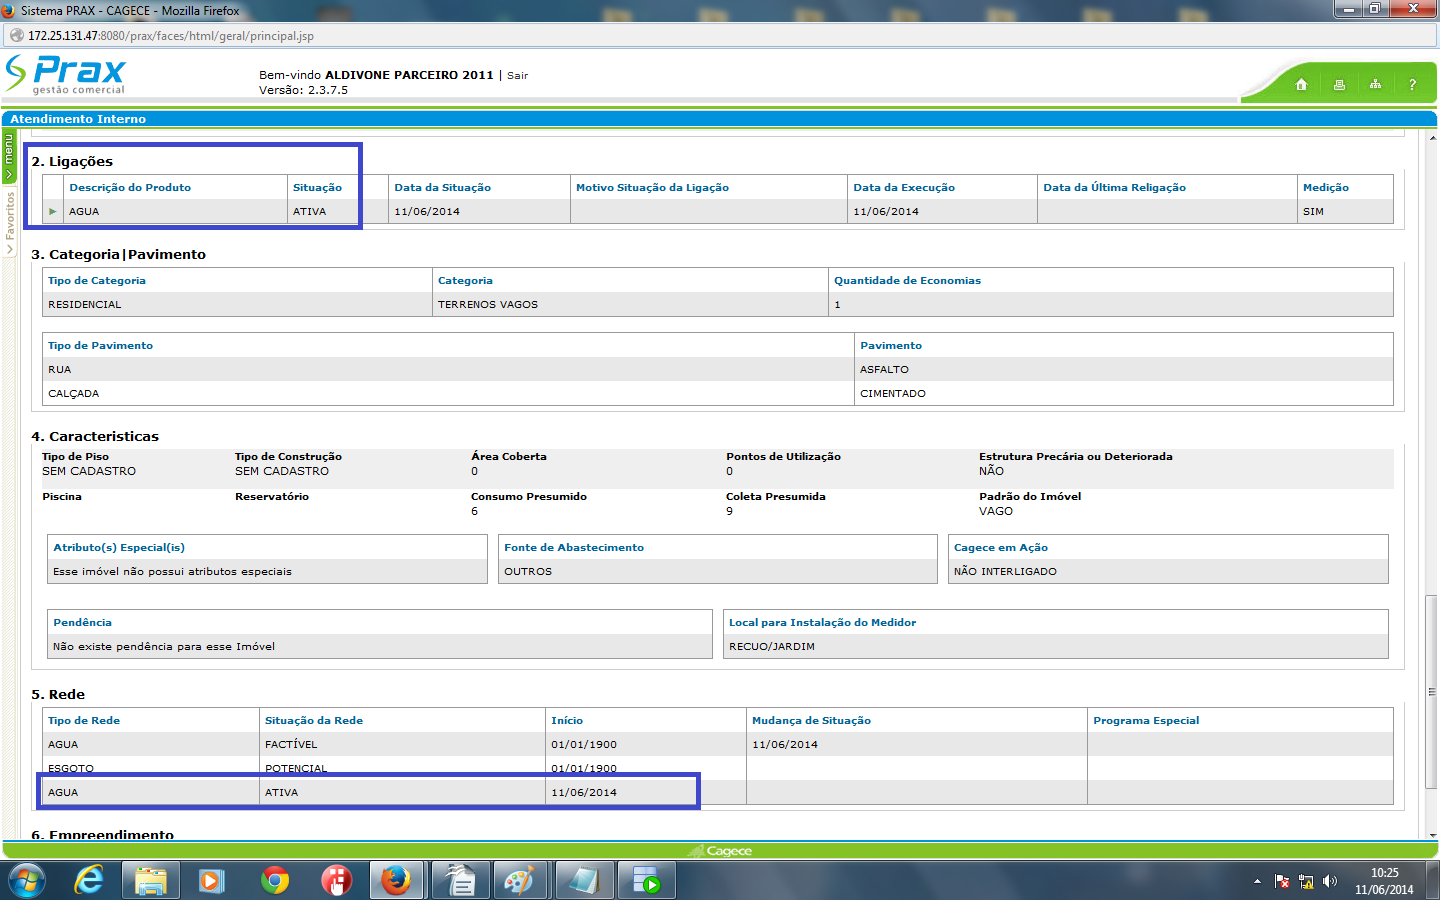 Sistema PRAX - CAGECE - Mozilla Firefox
172.25.131.47:8080/prax/faces/html/geral/principal.jsp
Prax
gestão comercial
Bem-vindo ALDIVONE PARCEIRO 2011 | Sair
Versão: 2.3.7.5
?
Atendimento Interno
menu
Favoritos
2. Ligações
Descrição do Produto Situação Data da Situação Motivo Situação da Ligação Data da Execução Data da Última Religação Medição
AGUA ATIVA 11/06/2014 11/06/2014 SIM
3. Categoria|Pavimento
Tipo de Categoria Categoria Quantidade de Economias
RESIDENCIAL TERRENOS VAGOS 1
Tipo de Pavimento Pavimento
RUA ASFALTO
CALÇADA CIMENTADO
4. Caracteristicas
Tipo de Piso Tipo de Construção Área Coberta Pontos de Utilização Estrutura Precária ou Deteriorada
SEM CADASTRO SEM CADASTRO 0 0 NÃO
Piscina Reservatório Consumo Presumido Coleta Presumida Padrão do Imóvel
6 9 VAGO
Atributo(s) Especial(is) Fonte de Abastecimento Cagece em Ação
Esse imóvel não possui atributos especiais OUTROS NÃO INTERLIGADO
Pendência Local para Instalação do Medidor
Não existe pendência para esse Imóvel RECUO/JARDIM
5. Rede
Tipo de Rede Situação da Rede Início Mudança de Situação Programa Especial
AGUA FACTÍVEL 01/01/1900 11/06/2014
ESGOTO POTENCIAL 01/01/1900
AGUA ATIVA 11/06/2014
6. Empreendimento
Cagece
10:25
11/06/2014